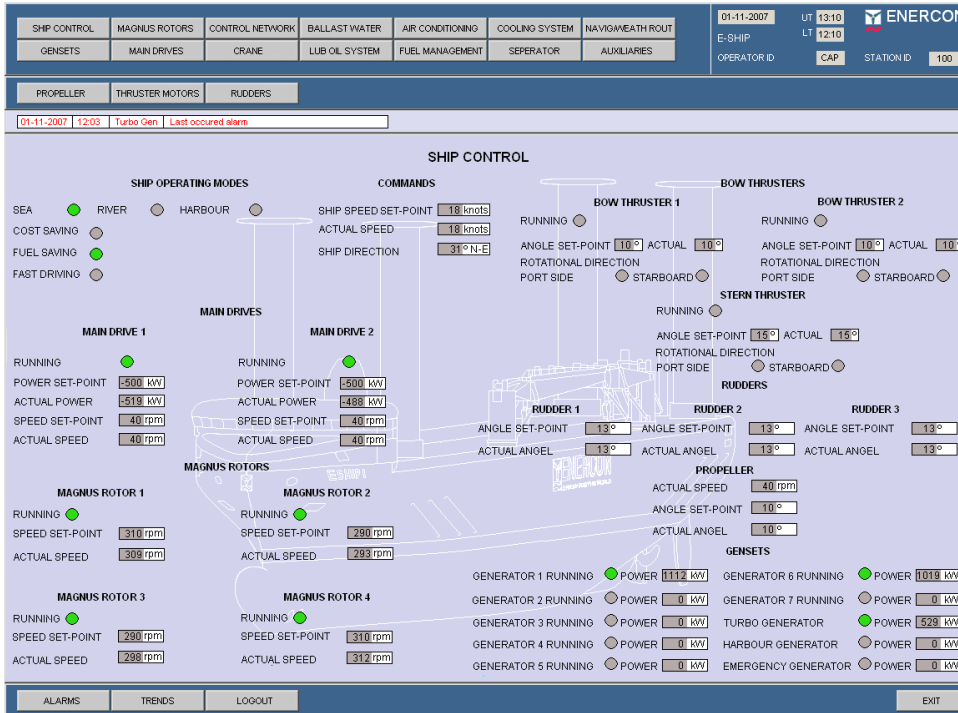 SHIP CONTROL MAGNUS ROTORS CONTROL NETWORK BALLAST WATER AIR CONDITIONING COOLING SYSTEM NAVIG/WEATH ROUT
GENSETS MAIN DRIVES CRANE LUB OIL SYSTEM FUEL MANAGEMENT SEPERATOR AUXILIARIES
01-11-2007 UT 13:10 ENERCON
E-SHIP LT 12:10
OPERATOR ID CAP STATION ID 100
PROPELLER THRUSTER MOTORS RUDDERS
01-11-2007 12:03 Turbo Gen Last occured alarm
SHIP CONTROL
SHIP OPERATING MODES
SEA RIVER HARBOUR
COST SAVING
FUEL SAVING
FAST DRIVING
COMMANDS
SHIP SPEED SET-POINT 18 knots
ACTUAL SPEED 18 knots
SHIP DIRECTION 31° N-E
BOW THRUSTERS
BOW THRUSTER 1
RUNNING
ANGLE SET-POINT 10° ACTUAL 10°
ROTATIONAL DIRECTION
PORT SIDE STARBOARD
BOW THRUSTER 2
RUNNING
ANGLE SET-POINT 10° ACTUAL 10
ROTATIONAL DIRECTION
PORT SIDE STARBOARD
STERN THRUSTER
RUNNING
ANGLE SET-POINT 15° ACTUAL 15°
ROTATIONAL DIRECTION
PORT SIDE STARBOARD
MAIN DRIVES
MAIN DRIVE 1
RUNNING
POWER SET-POINT -500 kW
ACTUAL POWER -519 kW
SPEED SET-POINT 40 rpm
ACTUAL SPEED 40 rpm
MAIN DRIVE 2
RUNNING
POWER SET-POINT -500 kW
ACTUAL POWER -488 kW
SPEED SET-POINT 40 rpm
ACTUAL SPEED 40 rpm
RUDDERS
RUDDER 1
ANGLE SET-POINT 13°
ACTUAL ANGEL 13°
RUDDER 2
ANGLE SET-POINT 13°
ACTUAL ANGEL 13°
RUDDER 3
ANGLE SET-POINT 13°
ACTUAL ANGEL 13°
MAGNUS ROTORS
MAGNUS ROTOR 1
RUNNING
SPEED SET-POINT 310 rpm
ACTUAL SPEED 309 rpm
MAGNUS ROTOR 2
RUNNING
SPEED SET-POINT 290 rpm
ACTUAL SPEED 293 rpm
MAGNUS ROTOR 3
RUNNING
SPEED SET-POINT 290 rpm
ACTUAL SPEED 298 rpm
MAGNUS ROTOR 4
RUNNING
SPEED SET-POINT 310 rpm
ACTUAL SPEED 312 rpm
E-SHIP 1
ENERCON
PROPELLER
ACTUAL SPEED 40 rpm
ANGLE SET-POINT 10°
ACTUAL ANGEL 10°
GENSETS
GENERATOR 1 RUNNING POWER 1112 kW
GENERATOR 2 RUNNING POWER 0 kW
GENERATOR 3 RUNNING POWER 0 kW
GENERATOR 4 RUNNING POWER 0 kW
GENERATOR 5 RUNNING POWER 0 kW
GENERATOR 6 RUNNING POWER 1019 kW
GENERATOR 7 RUNNING POWER 0 kW
TURBO GENERATOR POWER 529 kW
HARBOUR GENERATOR POWER 0 kW
EMERGENCY GENERATOR POWER 0 kW
ALARMS TRENDS LOGOUT EXIT